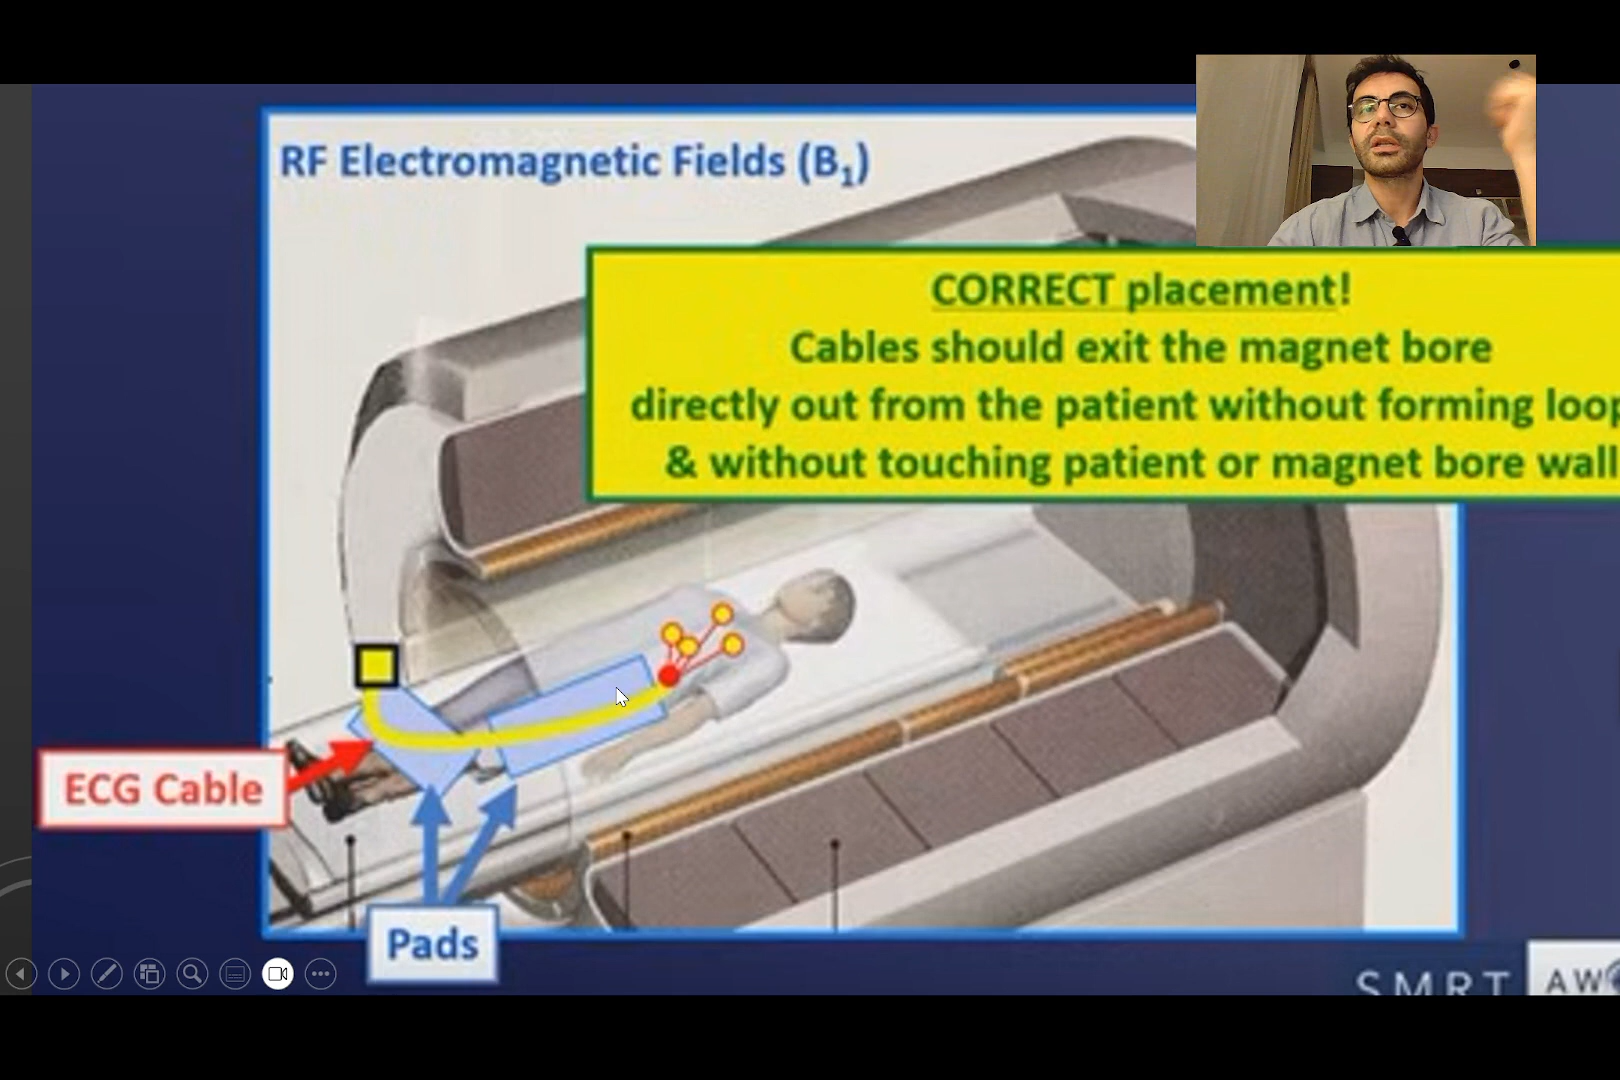 RF Electromagnetic Fields (B1)
CORRECT placement!
Cables should exit the magnet bore
directly out from the patient without forming
& without touching patient or magnet bore wall
ECG Cable
Pads
SMRT